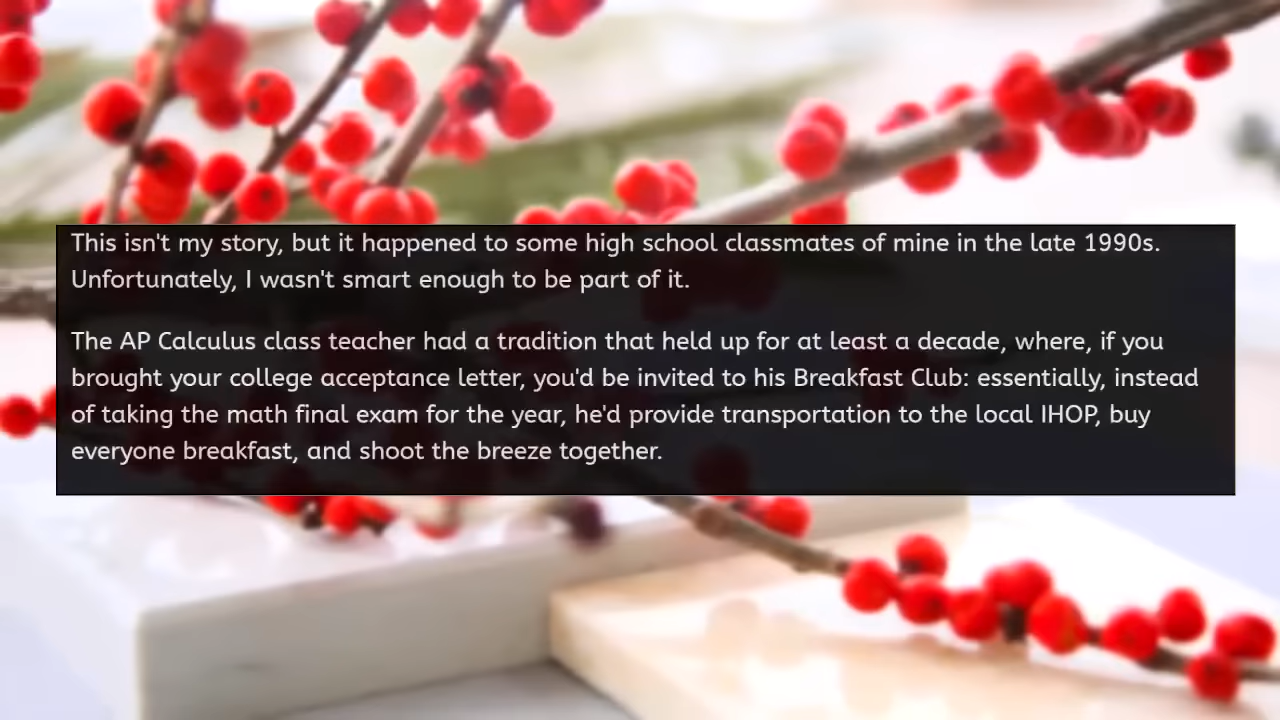 This isn't my story, but it happened to some high school classmates of mine in the late 1990s.
Unfortunately, I wasn't smart enough to be part of it.
The AP Calculus class teacher had a tradition that held up for at least a decade, where, if you
brought your college acceptance letter, you'd be invited to his Breakfast Club: essentially, instead
of taking the math final exam for the year, he'd provide transportation to the local IHOP, buy
everyone breakfast, and shoot the breeze together.